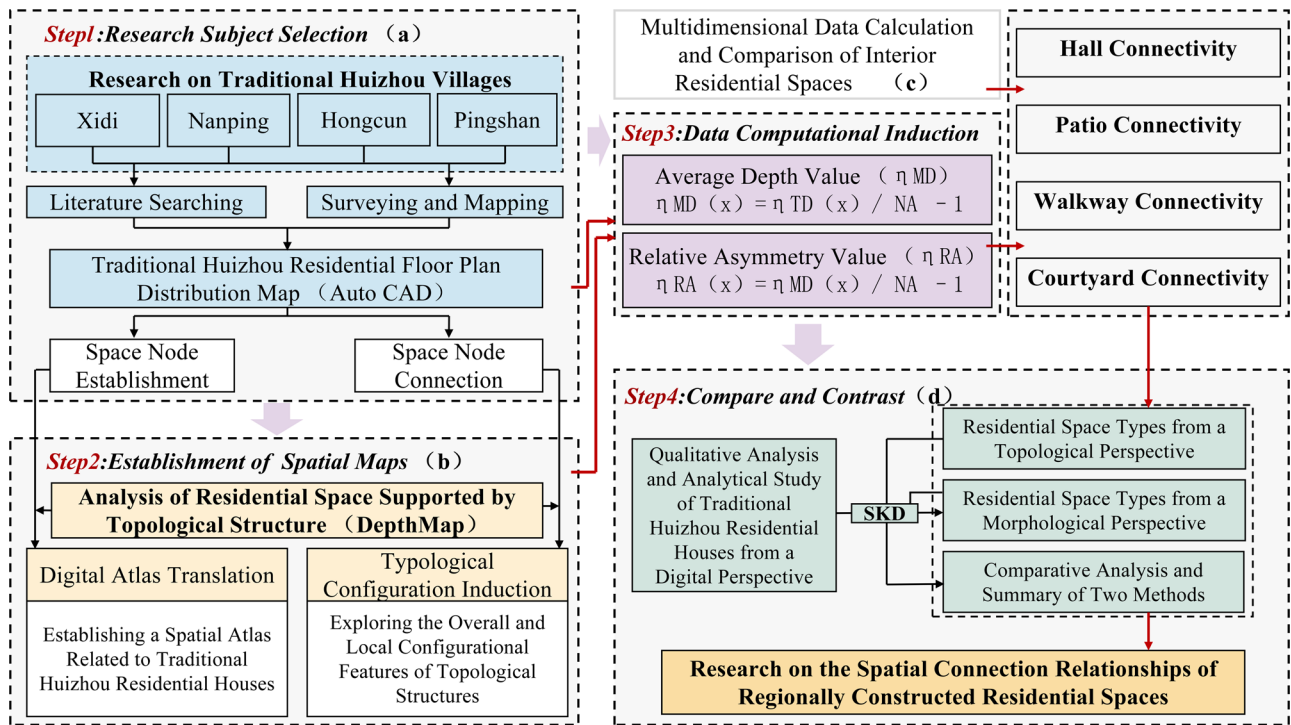 Stepl:Research Subject Selection （a）
Research on Traditional Huizhou Villages
Xidi
Nanping
Hongcun
Pingshan
Literature Searching
Surveying and Mapping
Traditional Huizhou Residential Floor Plan
Distribution Map （Auto CAD）
Space Node
Establishment
Space Node
Connection
Step2:Establishment of Spatial Maps （b）
Analysis of Residential Space Supported by
Topological Structure （DepthMap）
Digital Atlas Translation
Establishing a Spatial Atlas
Related to Traditional
Huizhou Residential Houses
Typological
Configuration Induction
Exploring the Overall and
Local Configurational
Features of Topological
Structures
Multidimensional Data Calculation
and Comparison of Interior
Residential Spaces （c）
Step3:Data Computational Induction
Average Depth Value （ηMD）
ηMD（x）=ηTD（x）/ NA -1
Relative Asymmetry Value（ηRA）
ηRA（x）=ηMD（x）/ NA -1
Hall Connectivity
Patio Connectivity
Walkway Connectivity
Courtyard Connectivity
Step4:Compare and Contrast（d）
Qualitative Analysis
and Analytical Study
of Traditional
Huizhou Residential
Houses from a
Digital Perspective
SKD
Residential Space Types from a
Topological Perspective
Residential Space Types from a
Morphological Perspective
Comparative Analysis and
Summary of Two Methods
Research on the Spatial Connection Relationships of
Regionally Constructed Residential Spaces